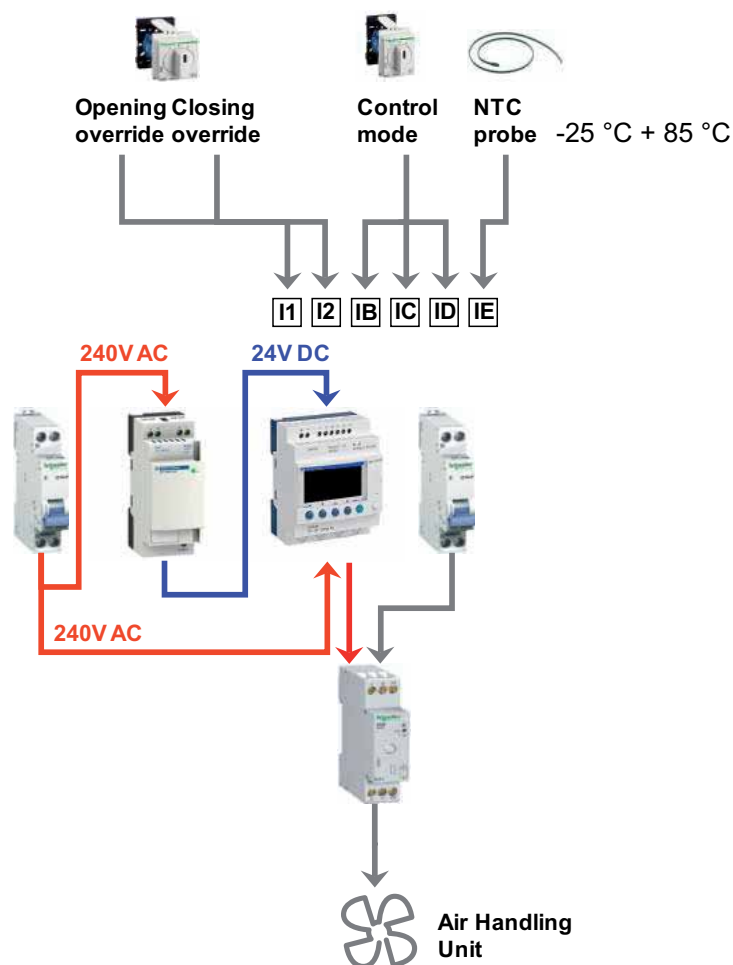 Opening Closing
override override
Control
mode
NTC
probe
-25 °C + 85 °C
I1 I2 IB IC ID IE
240V AC
24V DC
240V AC
Air Handling
Unit